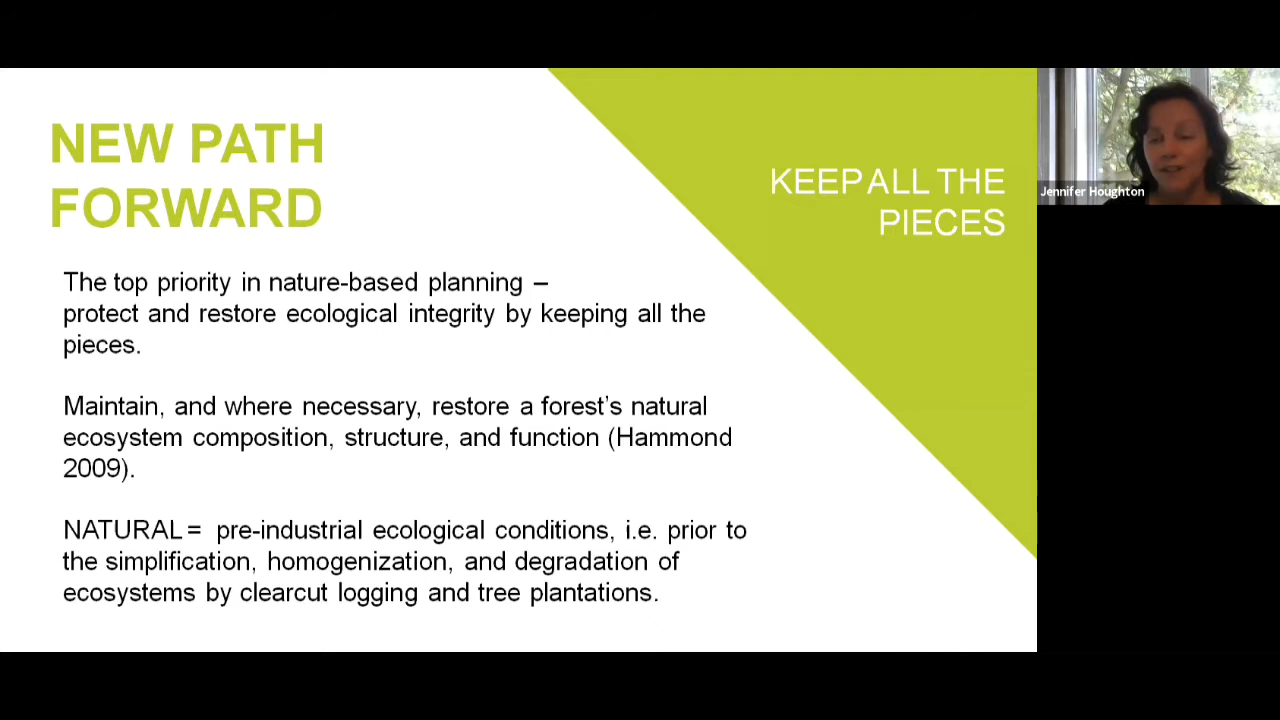 NEW PATH
FORWARD
KEEP ALL THE
PIECES
Jennifer Houghton
The top priority in nature-based planning –
protect and restore ecological integrity by keeping all the
pieces.
Maintain, and where necessary, restore a forest's natural
ecosystem composition, structure, and function (Hammond
2009).
NATURAL = pre-industrial ecological conditions, i.e. prior to
the simplification, homogenization, and degradation of
ecosystems by clearcut logging and tree plantations.